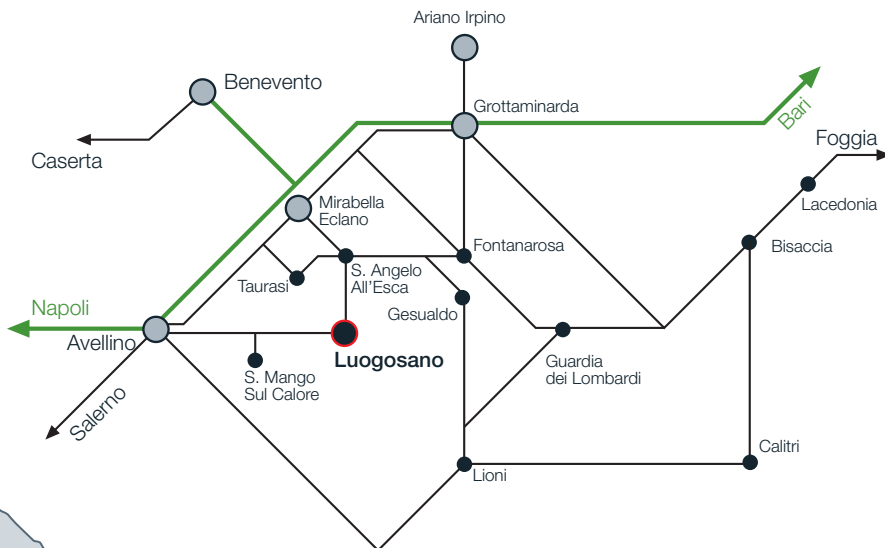 Ariano Irpino
Benevento
Grottaminarda
Bari
Foggia
Caserta
Lacedonia
Mirabella
Eclano
Fontanarosa
Bisaccia
S. Angelo
All'Esca
Taurasi
Gesualdo
Napoli
Avellino
Luogosano
Guardia
dei Lombardi
S. Mango
Sul Calore
Salerno
Calitri
Lioni